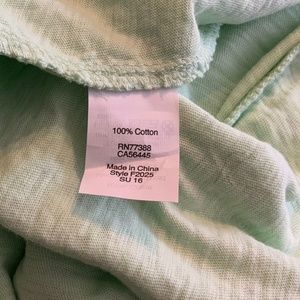 100% Cotton
RN77388
CA56445
Made in China
Style F2025
SU 16